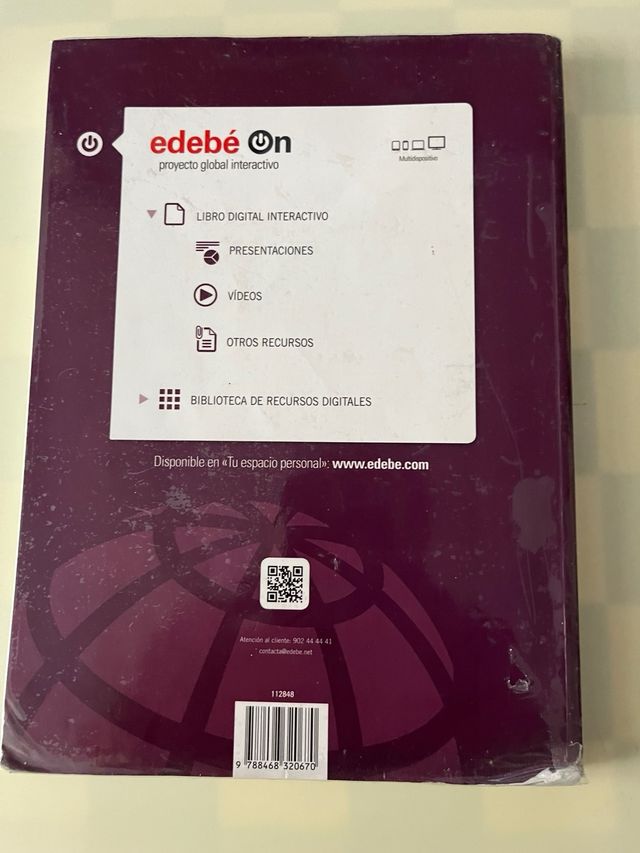 edebé On
proyecto global interactivo
Multidispositivo
LIBRO DIGITAL INTERACTIVO
PRESENTACIONES
VÍDEOS
OTROS RECURSOS
BIBLIOTECA DE RECURSOS DIGITALES
Disponible en «Tu espacio personal»: www.edebe.com
Atención al cliente: 902 44 44 41
contacta@edebe.net
112848
9 788468 320670